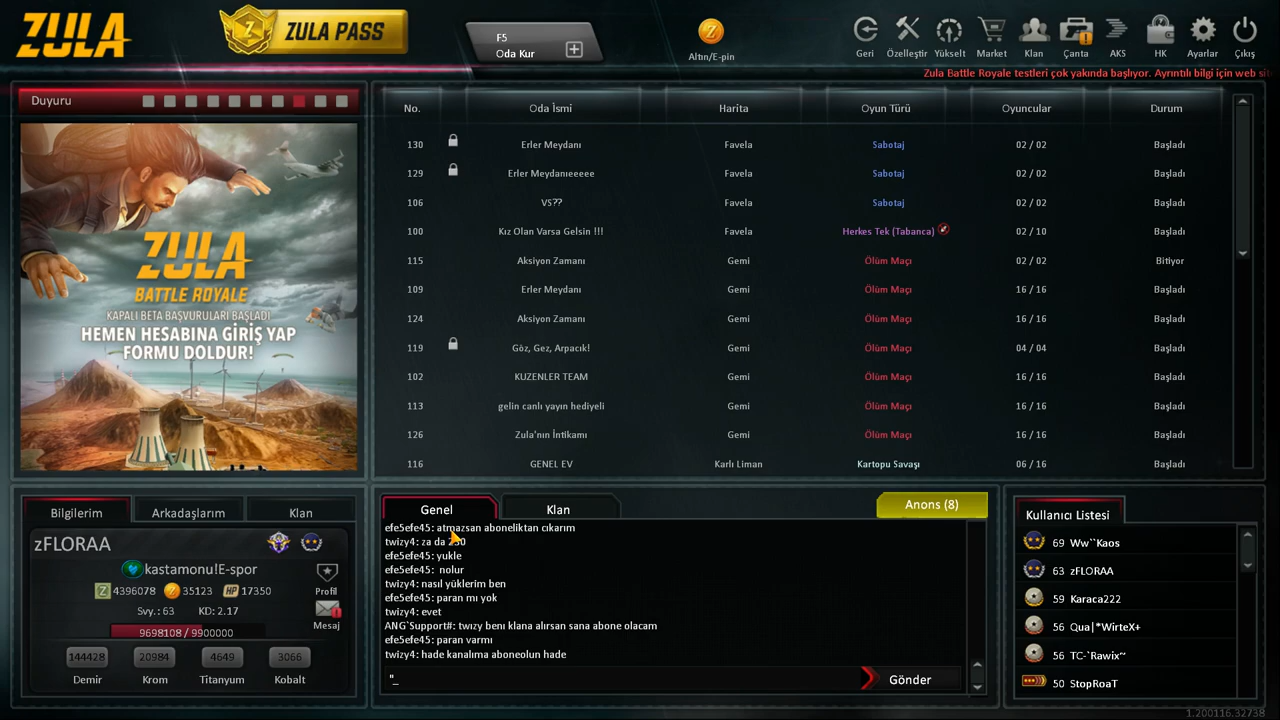 ZULA
ZULA PASS
F5
Oda Kur
Altın/E-pin
Geri
Özelleştir
Yükselt
Market
Klan
Çanta
AKS
HK
Ayarlar
Çıkış
Zula Battle Royale testleri çok yakında başlıyor. Ayrıntılı bilgi için web sit
Duyuru
ZULA
BATTLE ROYALE
KAPALI BETA BAŞVURULARI BAŞLADI
HEMEN HESABINA GİRİŞ YAP
FORMU DOLDUR!
No. Oda İsmi Harita Oyun Türü Oyuncular Durum
130 Erler Meydanı Favela Sabotaj 02 / 02 Başladı
129 Erler Meydanıeeeee Favela Sabotaj 02 / 02 Başladı
106 VS?? Favela Sabotaj 02 / 02 Başladı
100 Kız Olan Varsa Gelsin !!! Favela Herkes Tek (Tabanca) 02 / 10 Başladı
115 Aksiyon Zamanı Gemi Ölüm Maçı 02 / 02 Bitiyor
109 Erler Meydanı Gemi Ölüm Maçı 16 / 16 Başladı
124 Aksiyon Zamanı Gemi Ölüm Maçı 16 / 16 Başladı
119 Göz, Gez, Arpacık! Gemi Ölüm Maçı 04 / 04 Başladı
102 KUZENLER TEAM Gemi Ölüm Maçı 16 / 16 Başladı
113 gelin canlı yayın hediyeli Gemi Ölüm Maçı 16 / 16 Başladı
126 Zula'nın İntikamı Gemi Ölüm Maçı 16 / 16 Başladı
116 GENEL EV Karlı Liman Kartopu Savaşı 06 / 16 Başladı
Bilgilerim Arkadaşlarım Klan
zFLORAA
kastamonu!E-spor
4396078 35123 HP 17350
Svy. : 63 KD: 2.17
9698108 / 9900000
144428 20984 4649 3066
Demir Krom Titanyum Kobalt
Profil
Mesaj
Genel Klan
Anons (8)
efe5efe45: atmazsan aboneliktan cıkarım
twizy4: za da
efe5efe45: yukle
efe5efe45: nolur
twizy4: nasıl yüklerim ben
efe5efe45: paran mı yok
twizy4: evet
ANG`Support#: twızy benı klana alırsan sana abone olacam
efe5efe45: paran varmı
twizy4: hade kanalıma aboneolun hade
"_
Gönder
Kullanıcı Listesi
69 Ww``Kaos
63 zFLORAA
59 Karaca222
56 Qua|*WirteX+
56 TC-`Rawix~
50 StopRoaT
1.200116.32738